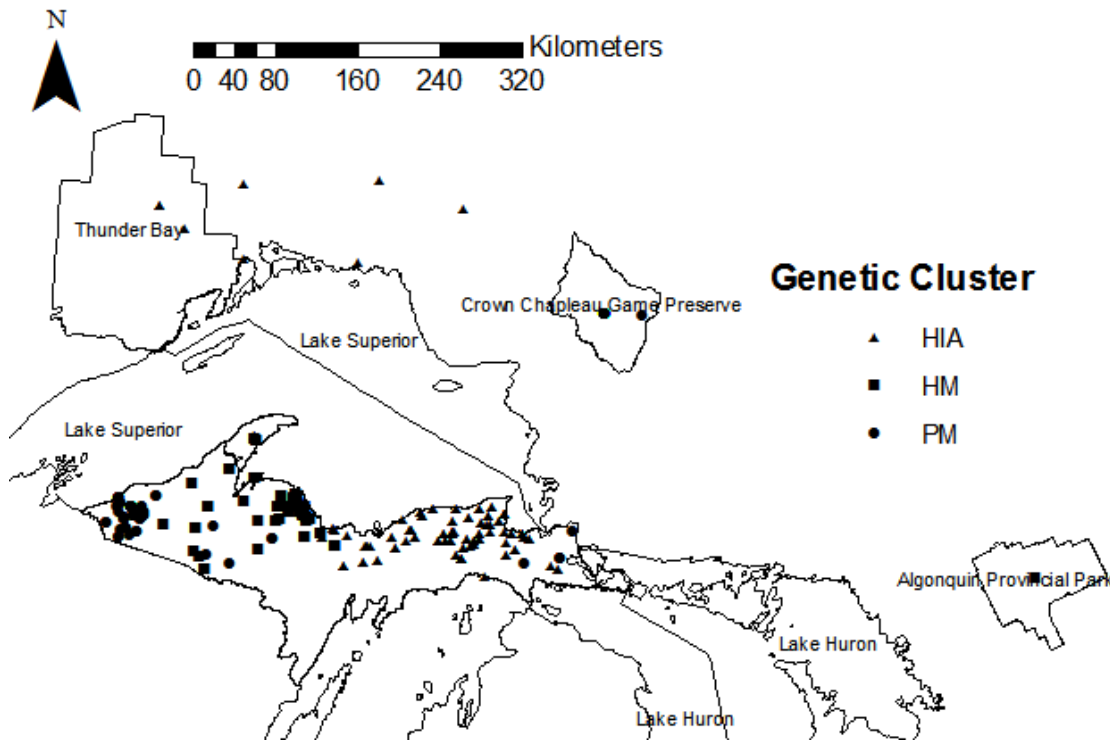 N
Kilometers
0 40 80 160 240 320
Thunder Bay
Genetic Cluster
Crown Chapleau Game Preserve
Lake Superior
HIA
HM
Lake Superior
PM
Algonquin Provincial Park
Lake Huron
Lake Huron